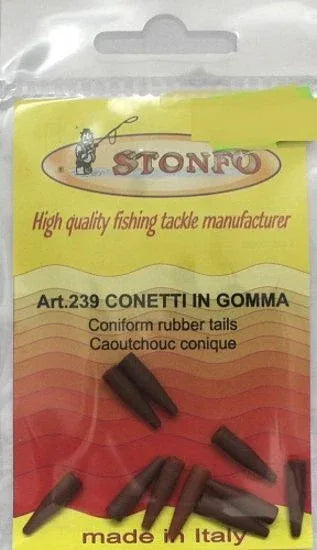 STONFO
High quality fishing tackle manufacturer
Art.239 CONETTI IN GOMMA
Coniform rubber tails
Caoutchouc conique
made in Italy